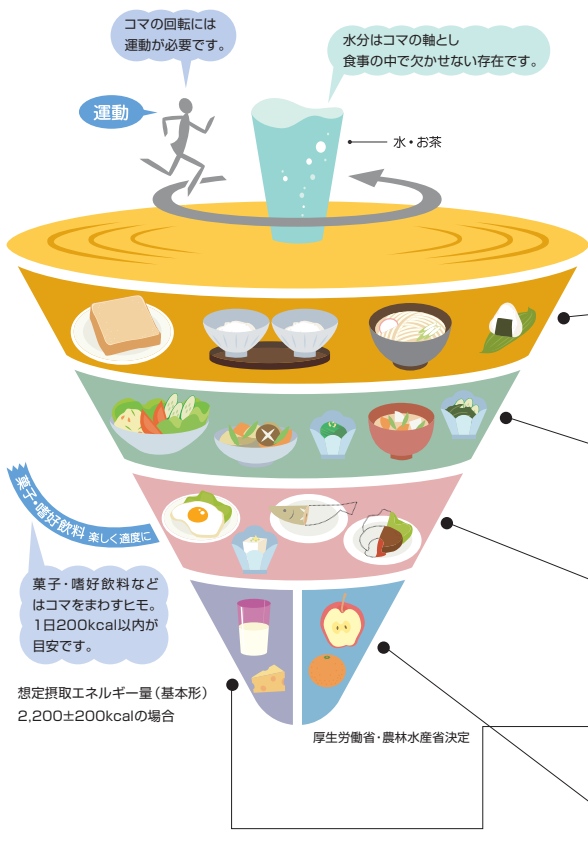 コマの回転には
運動が必要です。
水分はコマの軸とし
食事の中で欠かせない存在です。
運動
水・お茶
菓子・嗜好飲料 楽しく適度に
菓子・嗜好飲料など
はコマをまわすヒモ。
1日200kcal以内が
目安です。
想定摂取エネルギー量（基本形）
2,200±200kcalの場合
厚生労働省・農林水産省決定